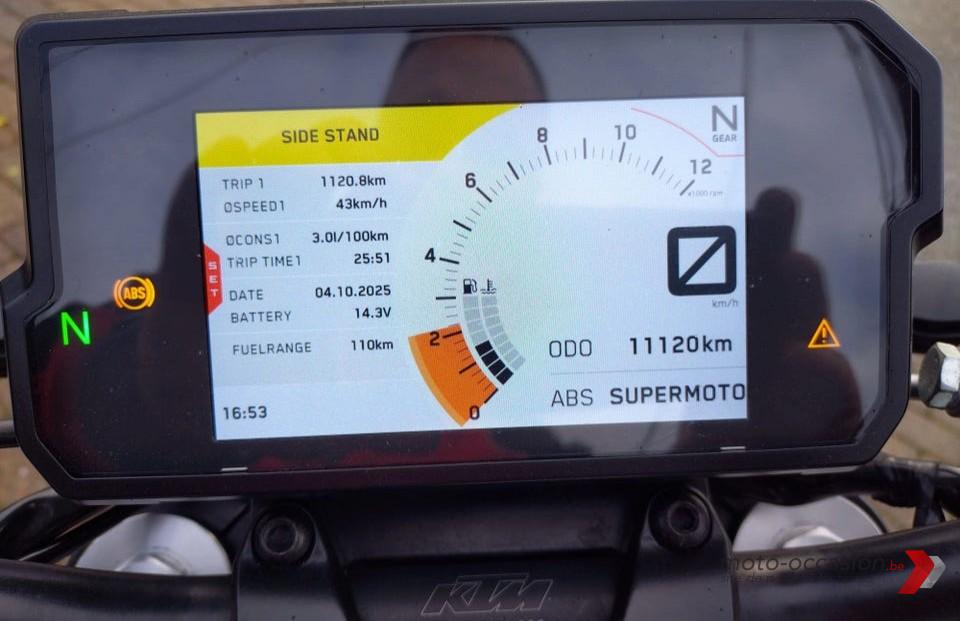 SIDE STAND
TRIP 1 1120.8km
ØSPEED1 43km/h
ØCONS1 3.0l/100km
TRIP TIME1 25:51
DATE 04.10.2025
BATTERY 14.3V
FUELRANGE 110km
16:53
SET
0
2
4
6
8
10
12
x1000 rpm
N
GEAR
km/h
ODO 11120km
ABS SUPERMOTO
ABS
N
KTM
moto-occasion.be